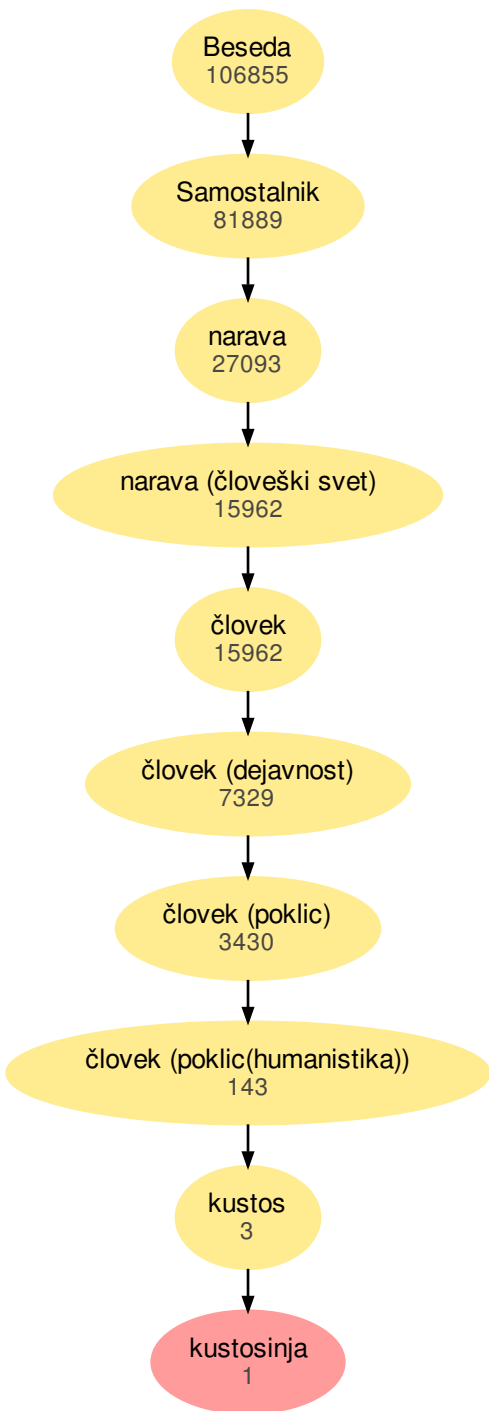 Beseda
106855
Samostalnik
81889
narava
27093
narava (človeški svet)
15962
človek
15962
človek (dejavnost)
7329
človek (poklic)
3430
človek (poklic(humanistika))
143
kustos
3
kustosinja
1